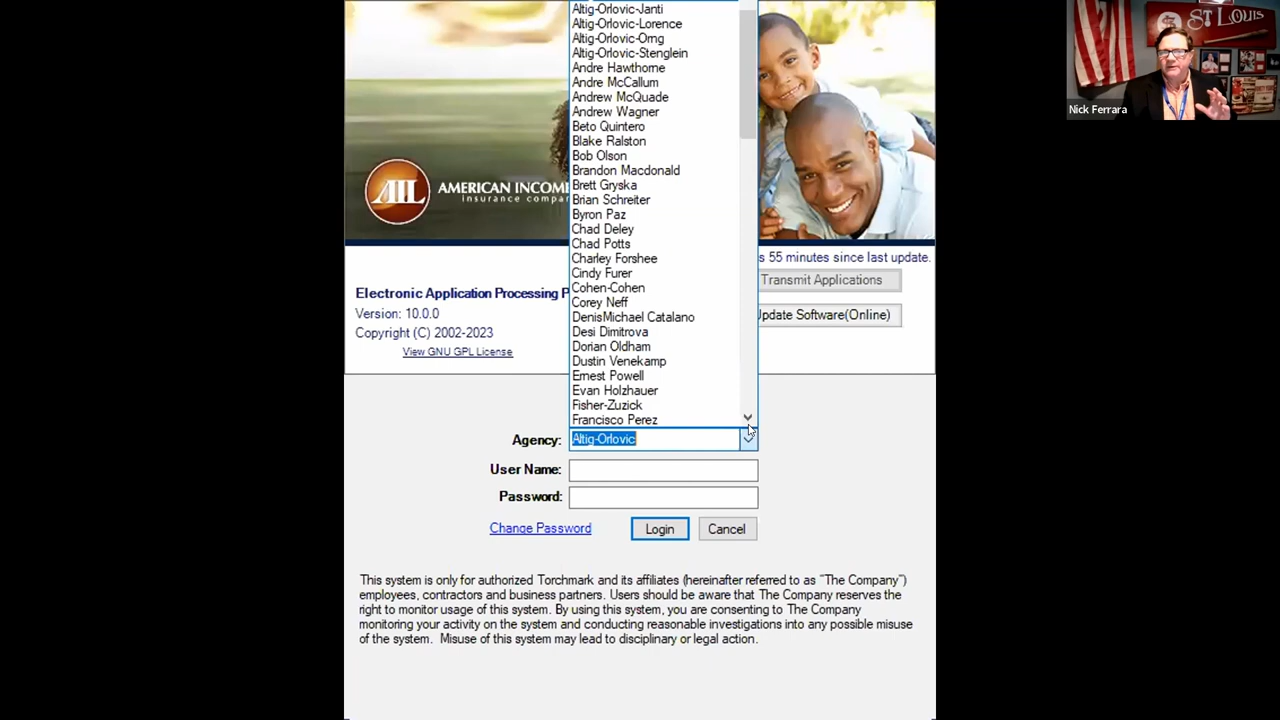 Altig-Orlovic-Janti
Altig-Orlovic-Lorence
Altig-Orlovic-Orng
Altig-Orlovic-Stenglein
Andre Hawthorne
Andre McCallum
Andrew McQuade
Andrew Wagner
Beto Quintero
Blake Ralston
Bob Olson
Brandon Macdonald
Brett Gryska
Brian Schreiter
Byron Paz
Chad Deley
Chad Potts
Charley Forshee
Cindy Furer
Cohen-Cohen
Corey Neff
DenisMichael Catalano
Desi Dimitrova
Dorian Oldham
Dustin Venekamp
Ernest Powell
Evan Holzhauer
Fisher-Zuzick
Francisco Perez
AIL
AMERICAN INCOM
insurance compa
s 55 minutes since last update.
Transmit Applications
Update Software(Online)
Electronic Application Processing P
Version: 10.0.0
Copyright (C) 2002-2023
View GNU GPL License
Agency: Altig-Orlovic
User Name:
Password:
Change Password Login Cancel
This system is only for authorized Torchmark and its affiliates (hereinafter referred to as "The Company")
employees, contractors and business partners. Users should be aware that The Company reserves the
right to monitor usage of this system. By using this system, you are consenting to The Company
monitoring your activity on the system and conducting reasonable investigations into any possible misuse
of the system. Misuse of this system may lead to disciplinary or legal action.
ST LOUIS
Nick Ferrara